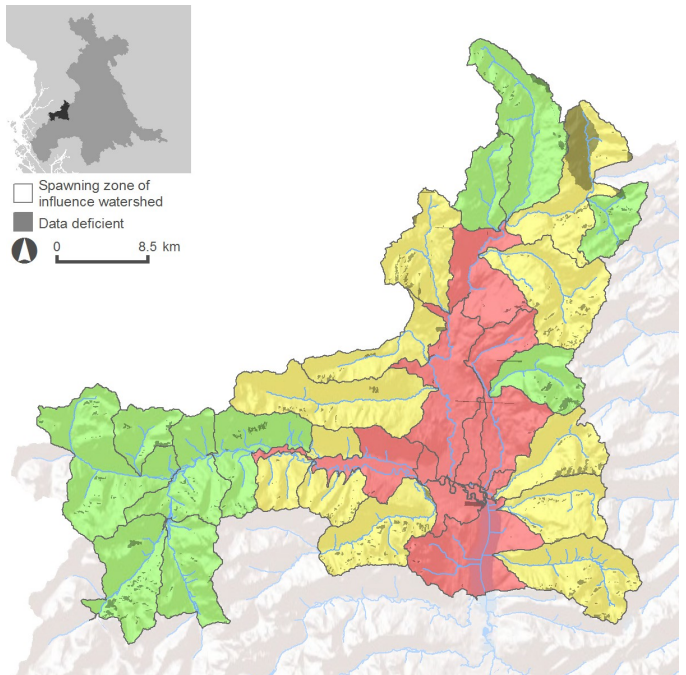 Spawning zone of
influence watershed
Data deficient
0 8.5 km